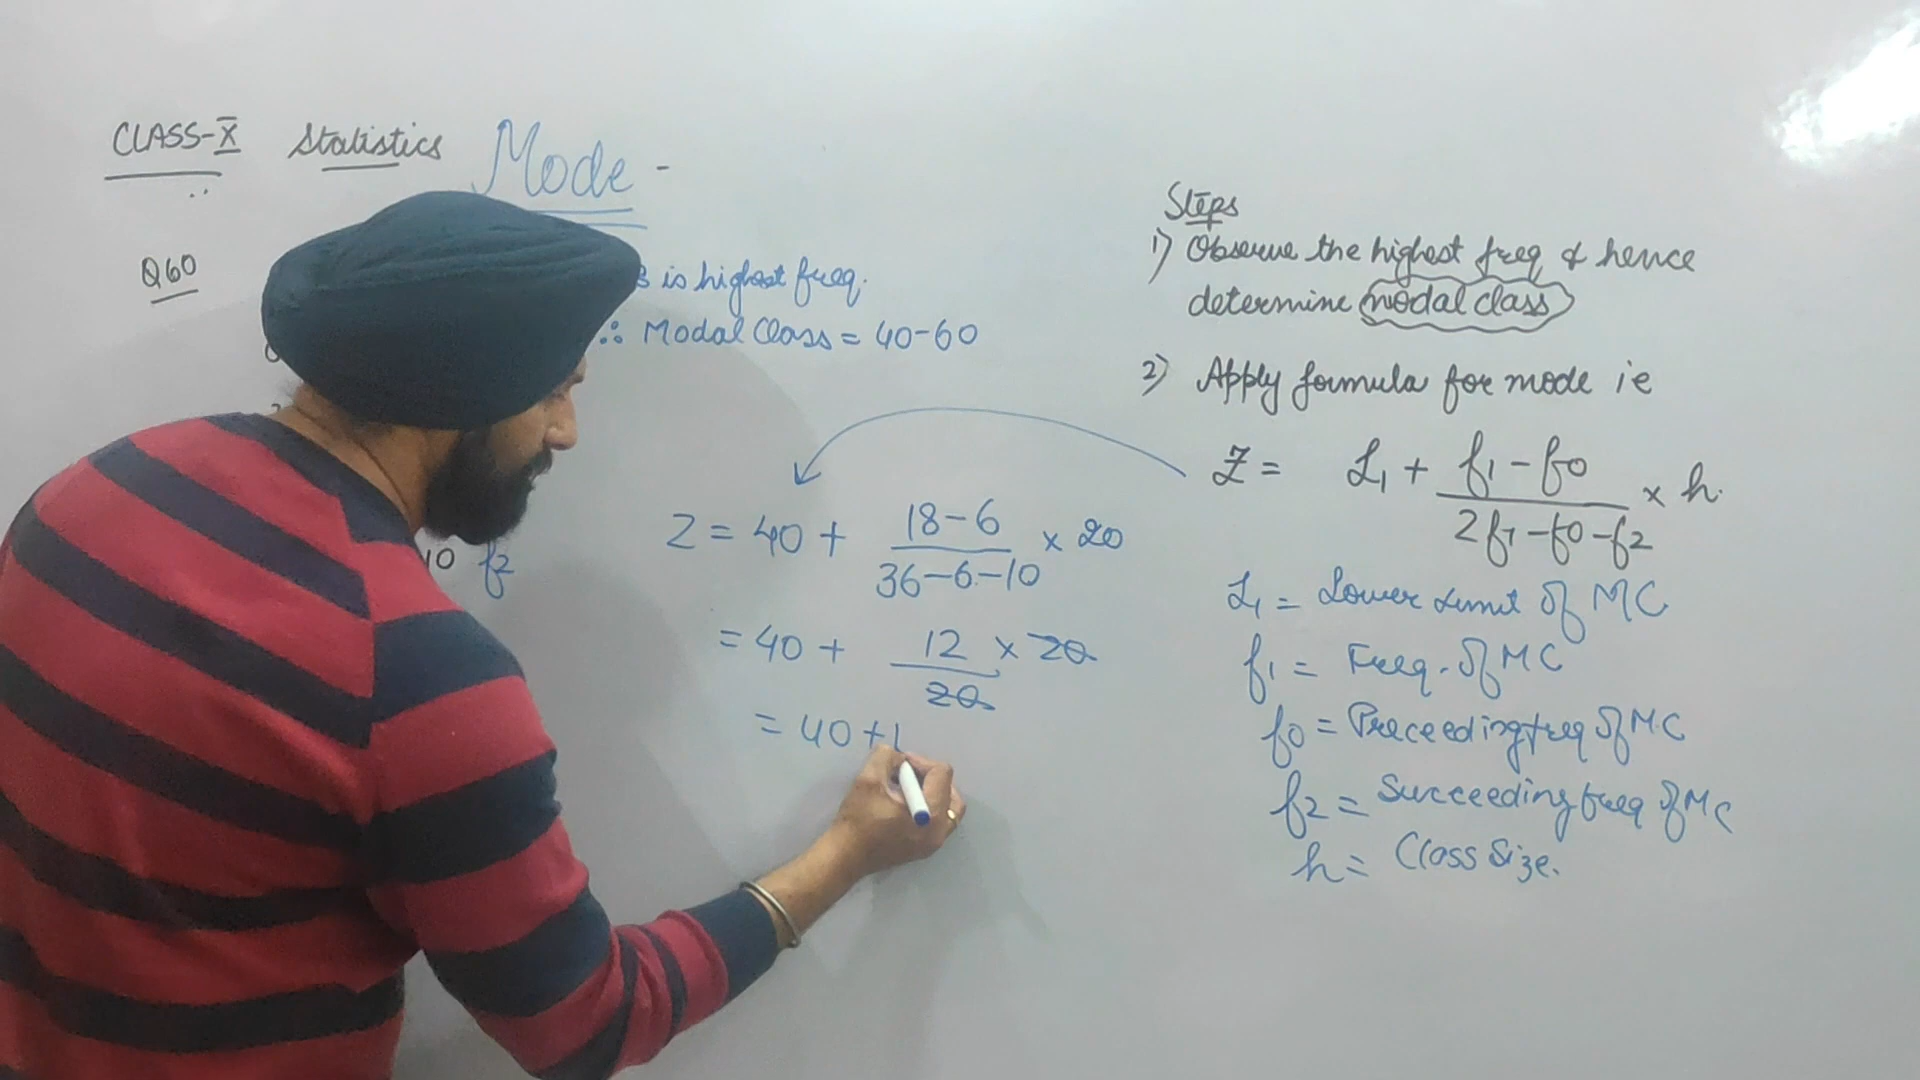 CLASS-X Statistics Mode -
Q60
is highest freq.
∴ Modal Class = 40-60
10 f2
Z = 40 + 18-6 / 36-6-10 × 20
= 40 + 12 / 20 × 20
= 40 + 1
Steps
1) Observe the highest freq & hence
determine modal class
2) Apply formula for mode ie
Z = L1 + f1 - f0 / 2f1 - f0 - f2 × h.
L1 = Lower Limit Of MC
f1 = Freq. Of MC
f0 = Preceeding freq Of MC
f2 = Succeeding freq Of MC
h = Class Size.